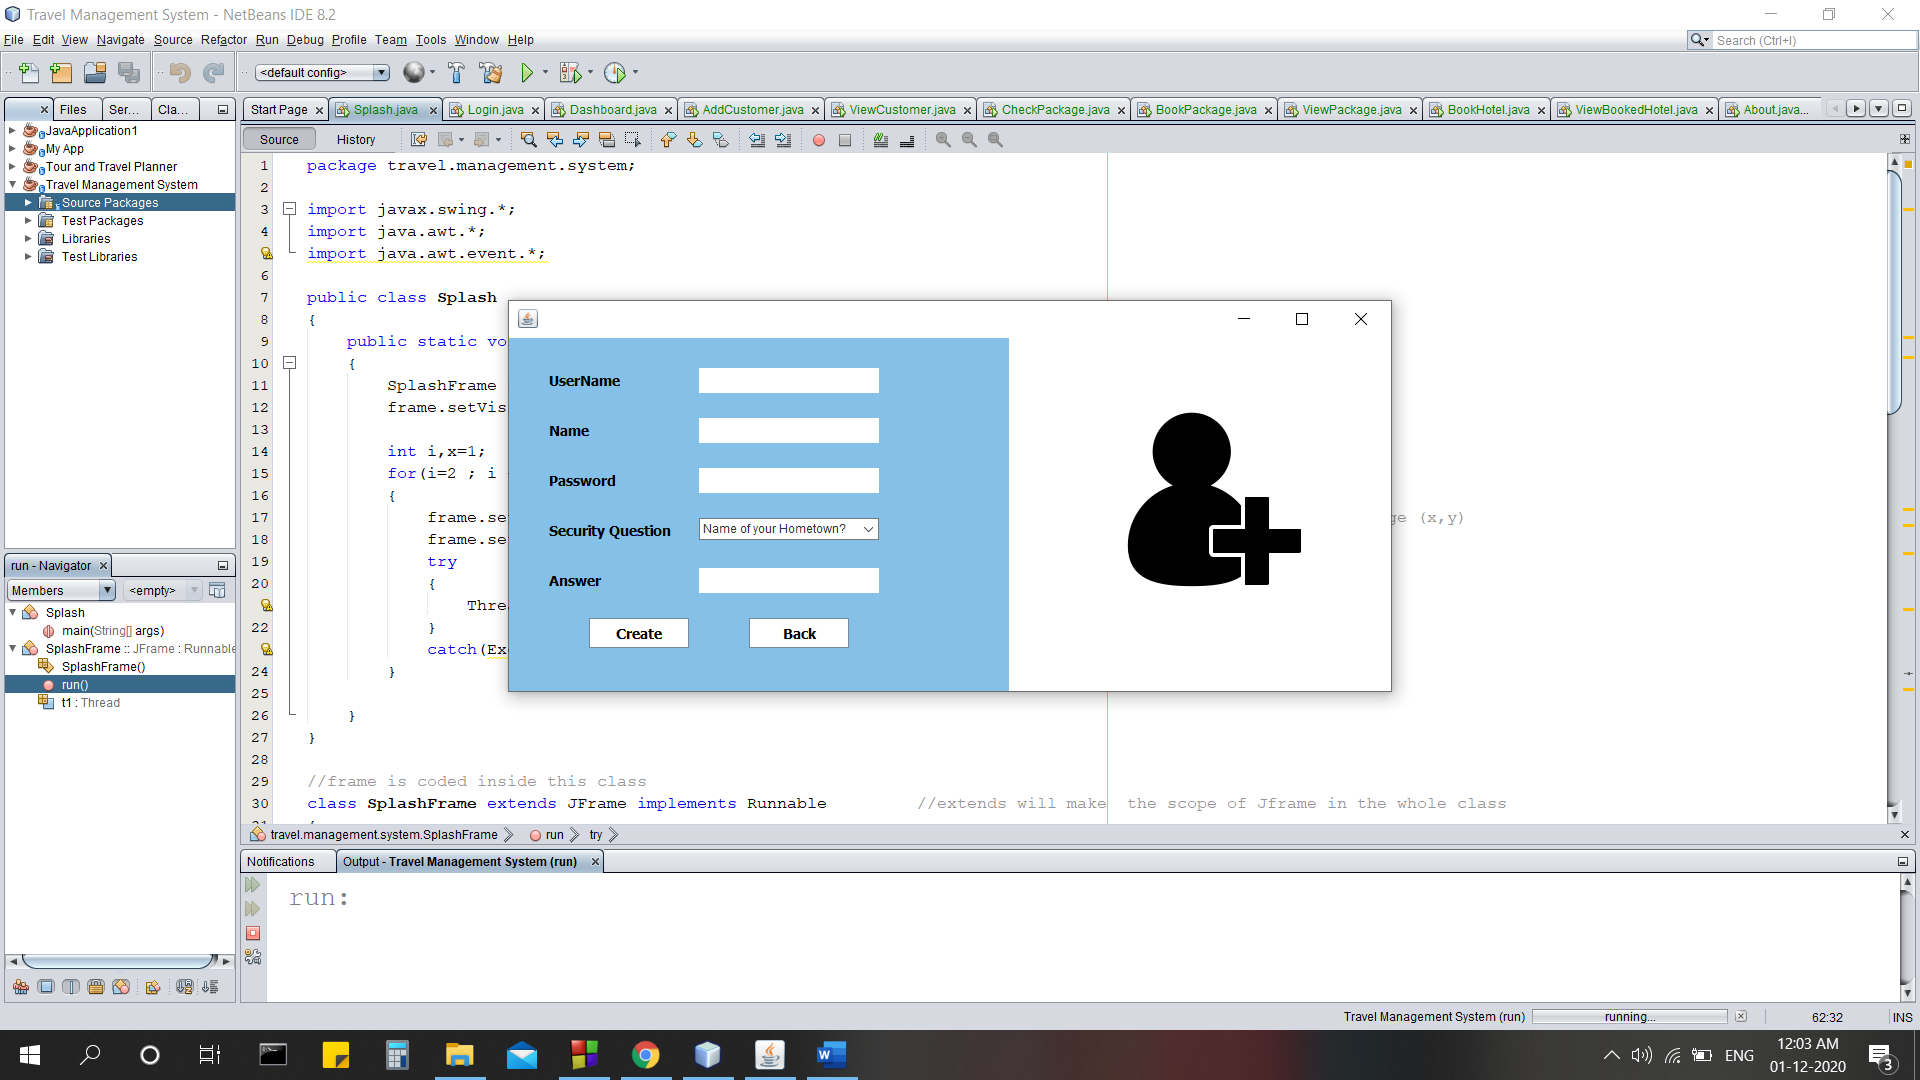 Travel Management System - NetBeans IDE 8.2
File Edit View Navigate Source Refactor Run Debug Profile Team Tools Window Help
Search (Ctrl+I)
<default config>
Files Ser... Cla...
Start Page Splash.java Login.java Dashboard.java AddCustomer.java ViewCustomer.java CheckPackage.java BookPackage.java ViewPackage.java BookHotel.java ViewBookedHotel.java About.java...
Source History
JavaApplication1
My App
Tour and Travel Planner
Travel Management System
Source Packages
Test Packages
Libraries
Test Libraries
1 package travel.management.system;
2
3 import javax.swing.*;
4 import java.awt.*;
import java.awt.event.*;
6
7 public class Splash
8 {
9 public static vo
10 {
11 SplashFrame
12 frame.setVis
13
14 int i,x=1;
15 for(i=2 ; i
16 {
17 frame.se ge (x,y)
18 frame.se
19 try
20 {
Thre
22 }
catch(Ex
24 }
25
26 }
27 }
28
29 //frame is coded inside this class
30 class SplashFrame extends JFrame implements Runnable //extends will make the scope of Jframe in the whole class
UserName
Name
Password
Security Question Name of your Hometown?
Answer
Create Back
run - Navigator
Members <empty>
Splash
main(String[] args)
SplashFrame :: JFrame : Runnable
SplashFrame()
run()
t1 : Thread
travel.management.system.SplashFrame run try
Notifications Output - Travel Management System (run)
run:
Travel Management System (run) running... 62:32 INS
ENG
12:03 AM
01-12-2020
3